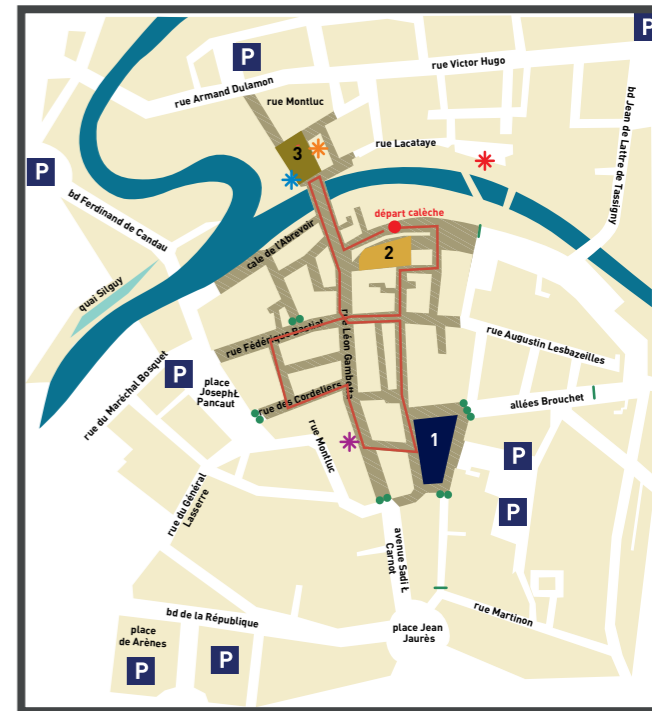 P
P
rue Victor Hugo
rue Armand Dulamon
rue Montluc
bd Jean de Lattre de Tassigny
3
rue Lacataye
P
bd Ferdinand de Candau
départ calèche
cale de l'Abrevoir
2
quai Silguy
rue Fédérique Bastiat
rue Léon Gambetta
rue Augustin Lesbazeilles
rue du Maréchal Bosquet
P
place
JosephŁ
Pancaut
rue des Cordeliers
allées Brouchet
rue Montluc
1
P
P
rue du Général
Lasserre
avenue Sadi Ł
Carnot
rue Martinon
bd de la République
place
de Arènes
place Jean
Jaurès
P
P